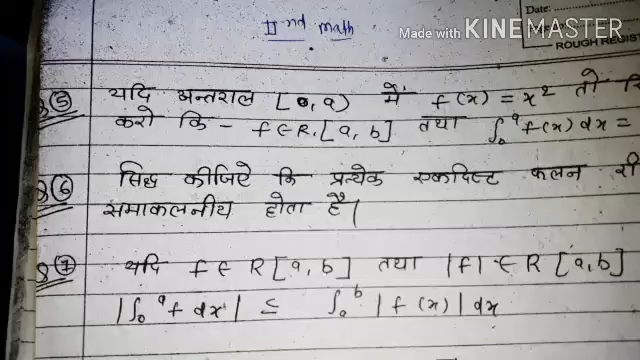 Date:
IInd math
Made with KINEMASTER
ROUGH REGIS
Q⑤ यदि अन्तराल [0, a) में f(x) = x² तो
करो कि - f ∈ R, [a, b] तथा ∫₀ᵃ f(x) dx =
Q⑥ सिद्ध कीजिऐ कि प्रत्येक एकदिष्ट फलन री
समाकलनीय होता है।
Q⑦ यदि f ∈ R [a, b] तथा |f| ∈ R [a, b]
|∫₀ᵃ f dx| ≤ ∫₀ᵇ |f(x)| dx